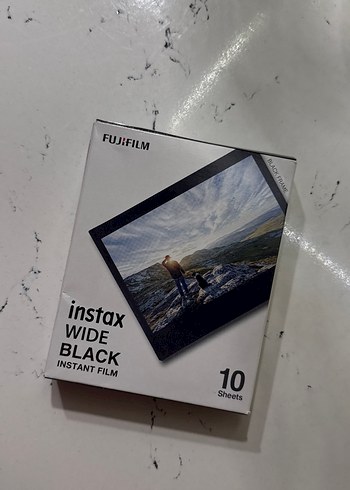 FUJIFILM
BLACK FRAME
instax
WIDE
BLACK
INSTANT FILM
10
Sheets